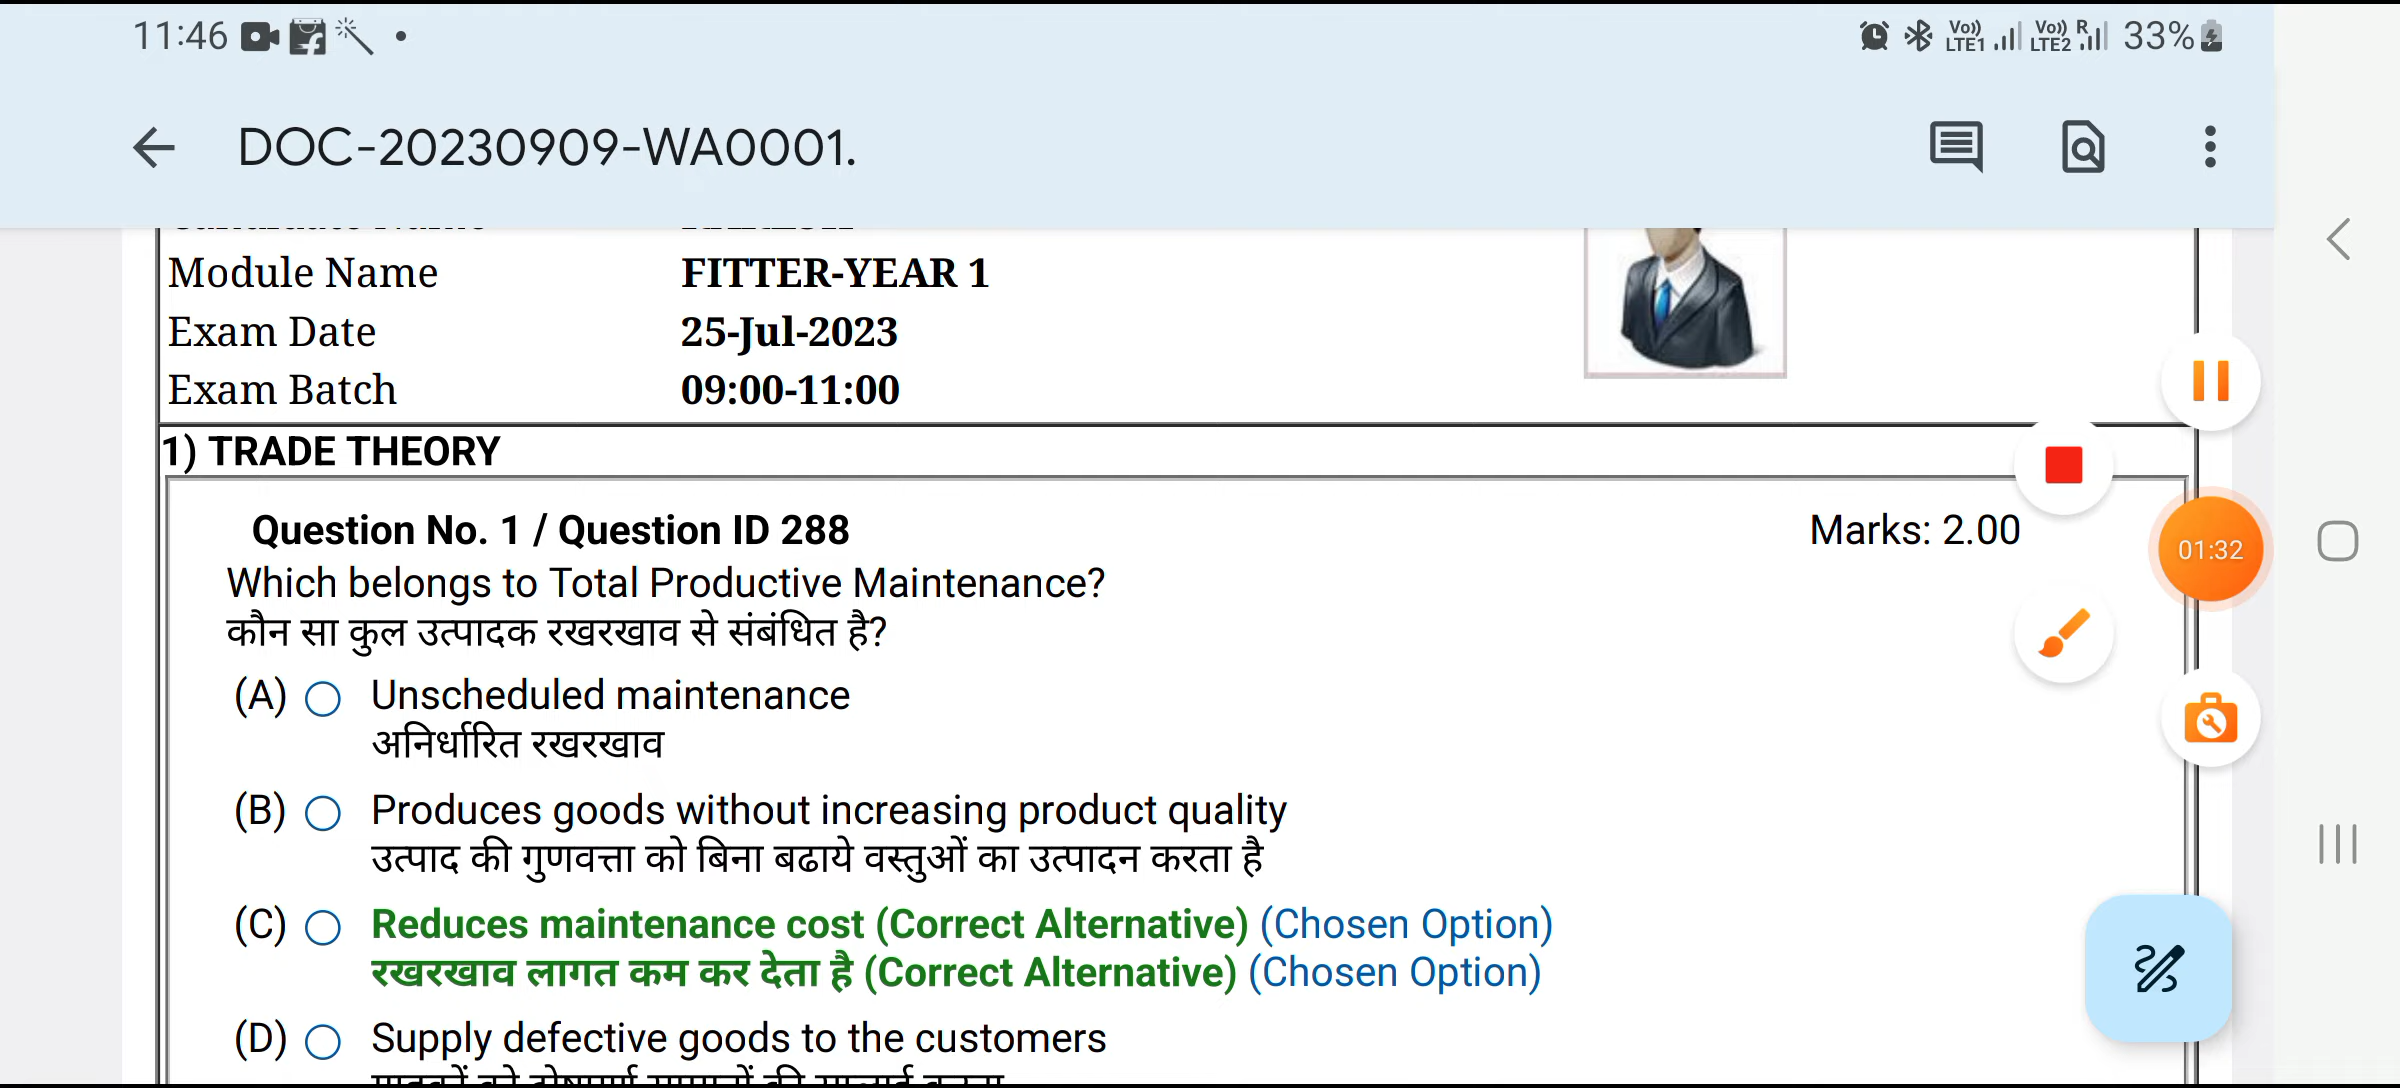 11:46
Vo)) LTE1 Vo)) R LTE2 33%
DOC-20230909-WA0001.
Module Name FITTER-YEAR 1
Exam Date 25-Jul-2023
Exam Batch 09:00-11:00
1) TRADE THEORY
Question No. 1 / Question ID 288 Marks: 2.00
01:32
Which belongs to Total Productive Maintenance?
कौन सा कुल उत्पादक रखरखाव से संबंधित है?
(A) Unscheduled maintenance
अनिर्धारित रखरखाव
(B) Produces goods without increasing product quality
उत्पाद की गुणवत्ता को बिना बढाये वस्तुओं का उत्पादन करता है
(C) Reduces maintenance cost (Correct Alternative) (Chosen Option)
रखरखाव लागत कम कर देता है (Correct Alternative) (Chosen Option)
(D) Supply defective goods to the customers